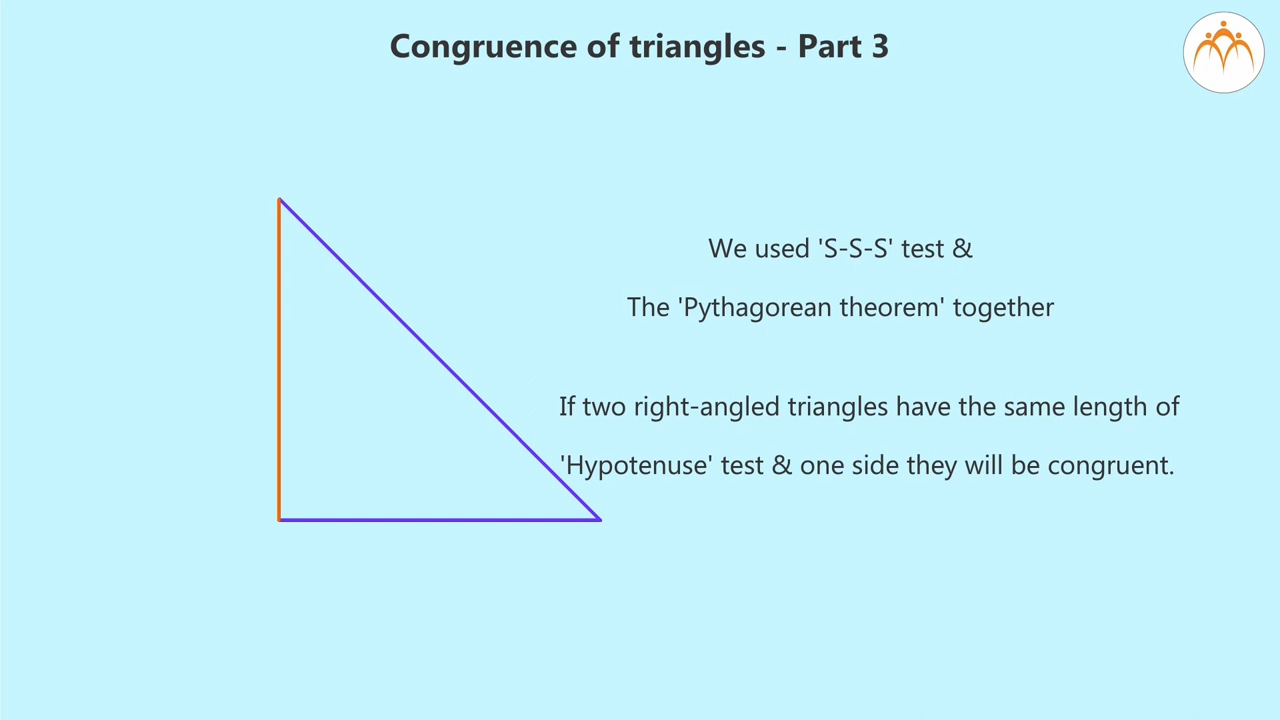 Congruence of triangles - Part 3
We used 'S-S-S' test &
The 'Pythagorean theorem' together
If two right-angled triangles have the same length of
'Hypotenuse' test & one side they will be congruent.